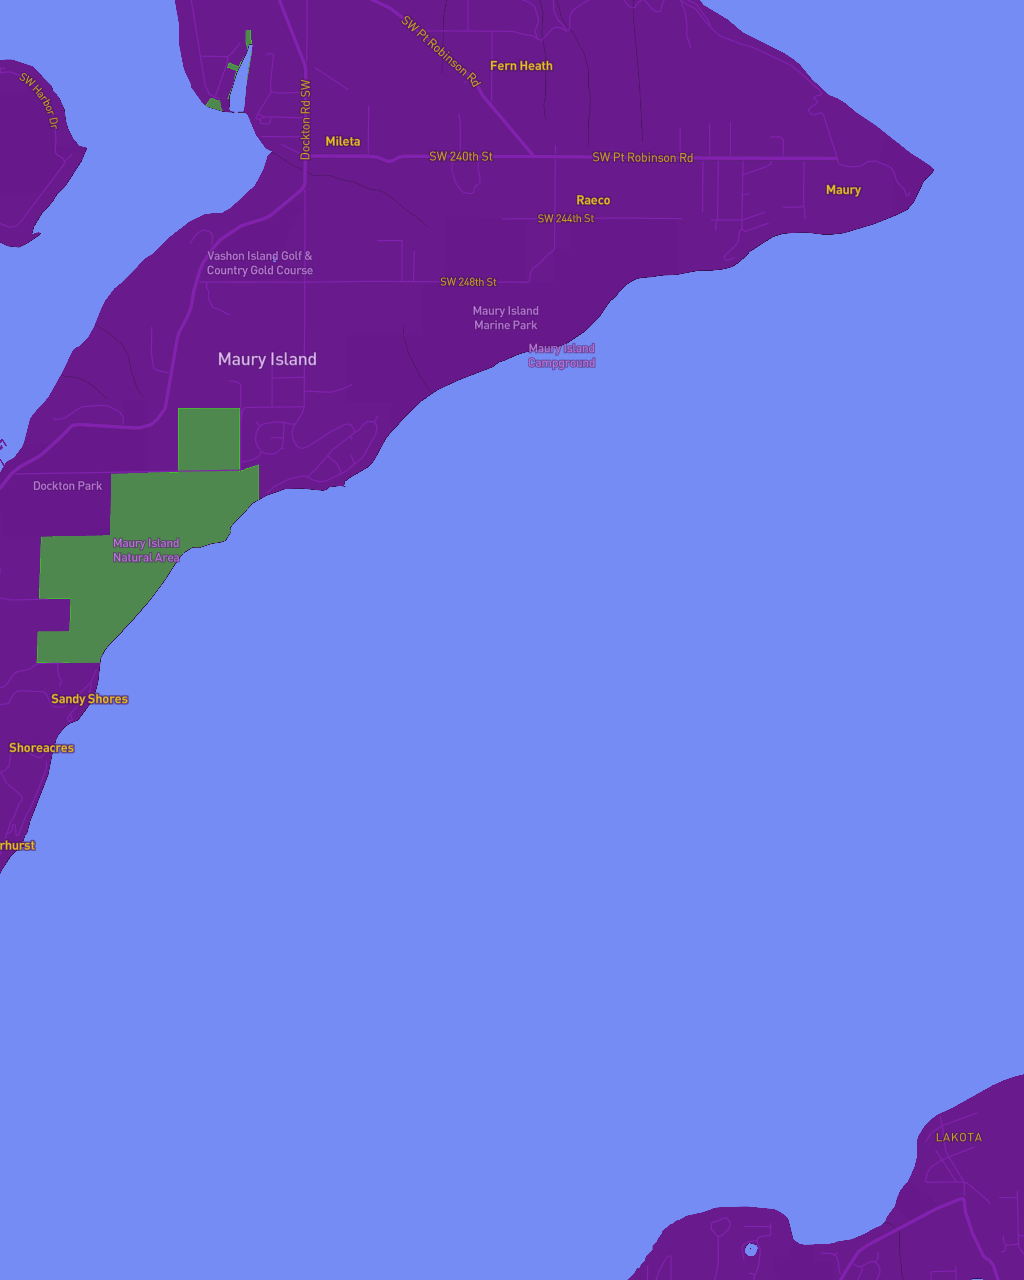 SW Pt Robinson Rd
Fern Heath
SW Harbor Dr
Dockton Rd SW
Mileta
SW 240th St
SW Pt Robinson Rd
Maury
Raeco
SW 244th St
Vashon Island Golf &
Country Gold Course
SW 248th St
Maury Island
Marine Park
Maury Island
Campground
Maury Island
Dockton Park
Maury Island
Natural Area
Sandy Shores
Shoreacres
rhurst
LAKOTA